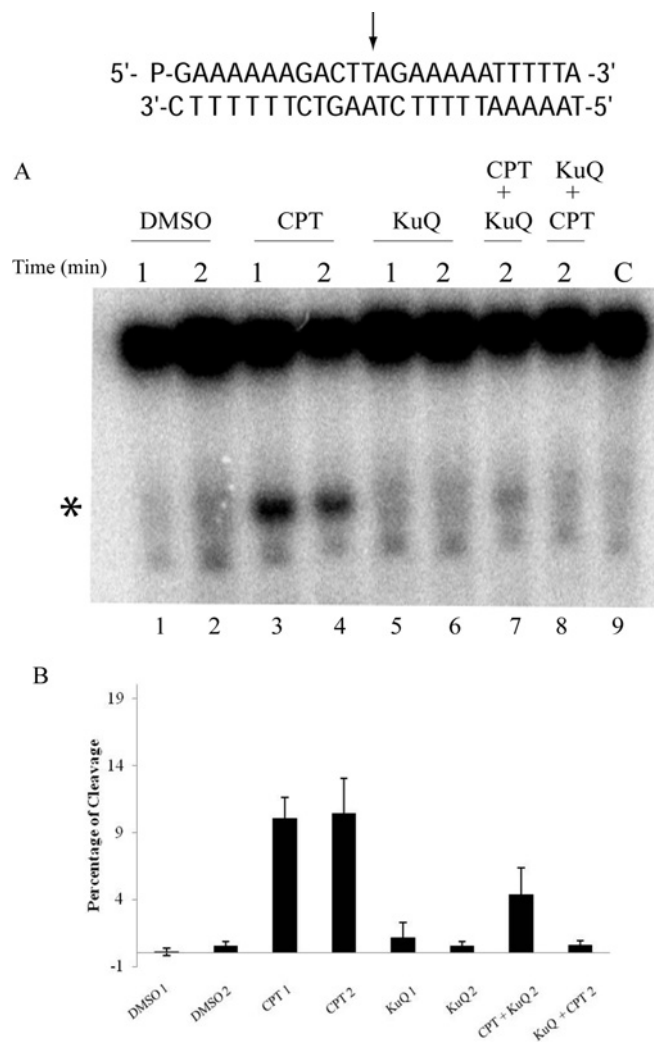 5'- P-GAAAAAAGACTTAGAAAAATTTTTA -3'
3'-CTTTTTTCTGAATCTTTTTAAAAAT-5'
A
CPT KuQ
+ +
DMSO CPT KuQ KuQ CPT
Time (min) 1 2 1 2 1 2 2 2 C
*
1 2 3 4 5 6 7 8 9
B
19
14
9
4
-1
Percentage of Cleavage
DMSO 1 DMSO 2 CPT 1 CPT 2 KuQ 1 KuQ 2 CPT + KuQ 2 KuQ + CPT 2